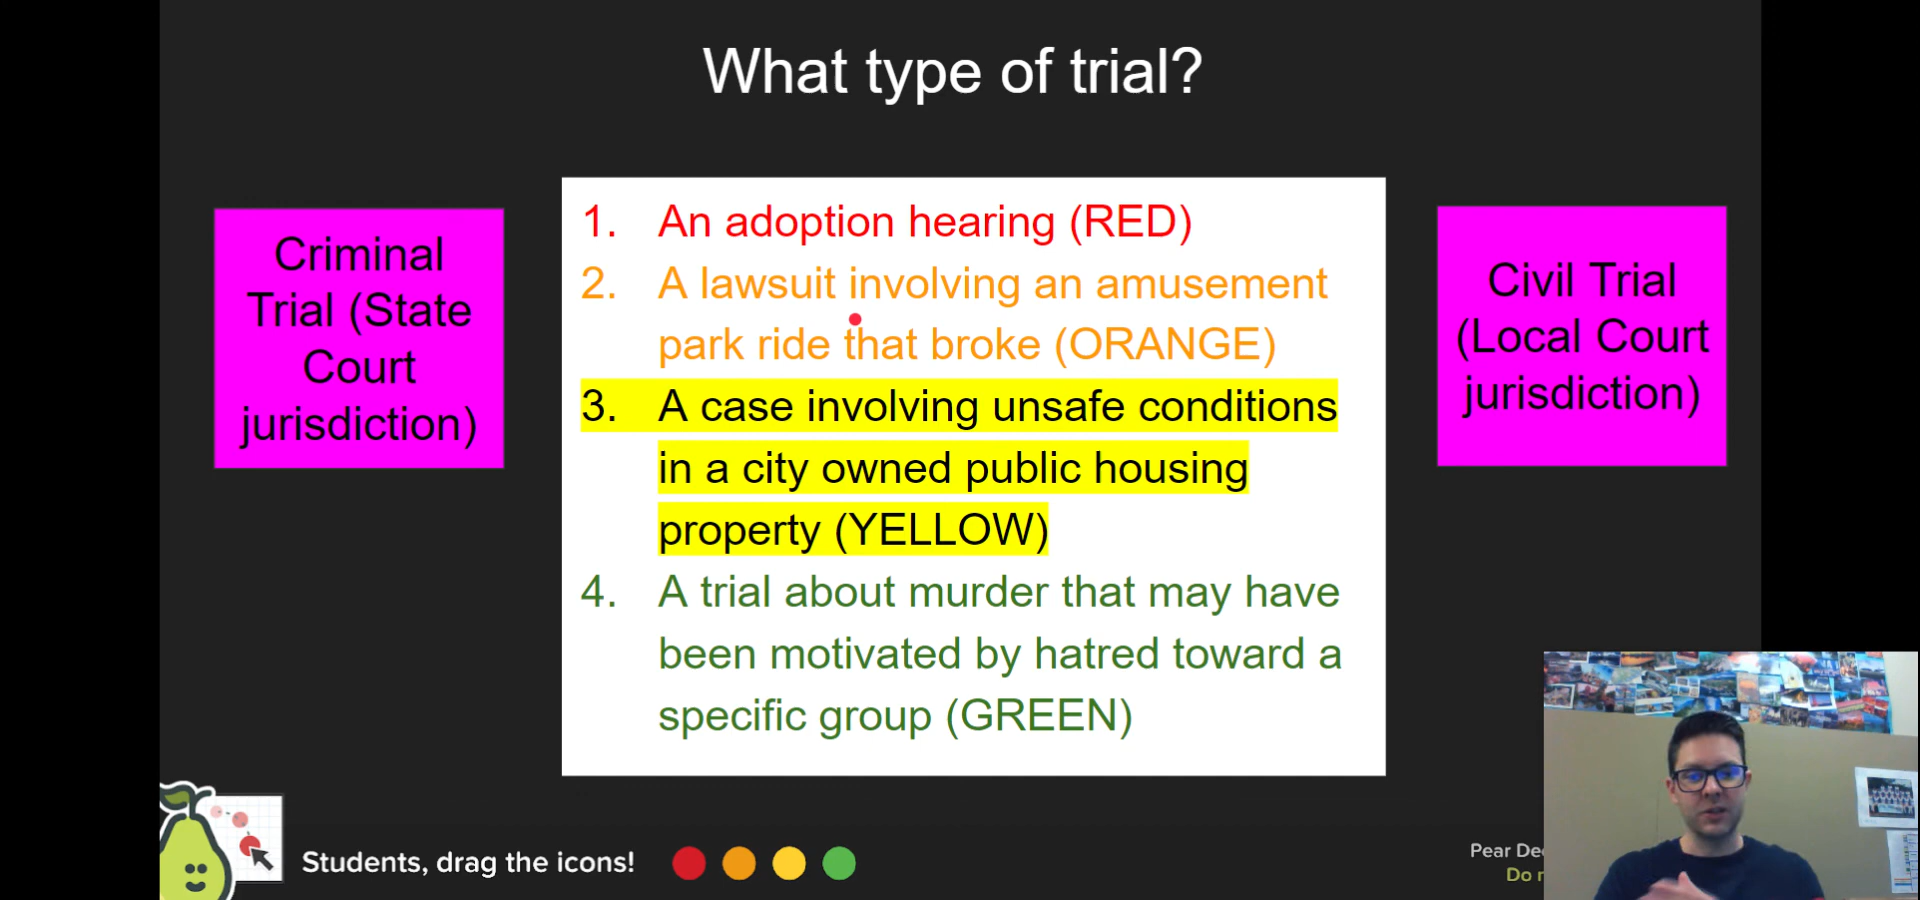 What type of trial?
Criminal
Trial (State
Court
jurisdiction)
1. An adoption hearing (RED)
2. A lawsuit involving an amusement
park ride that broke (ORANGE)
3. A case involving unsafe conditions
in a city owned public housing
property (YELLOW)
4. A trial about murder that may have
been motivated by hatred toward a
specific group (GREEN)
Civil Trial
(Local Court
jurisdiction)
Students, drag the icons!
Pear
Do